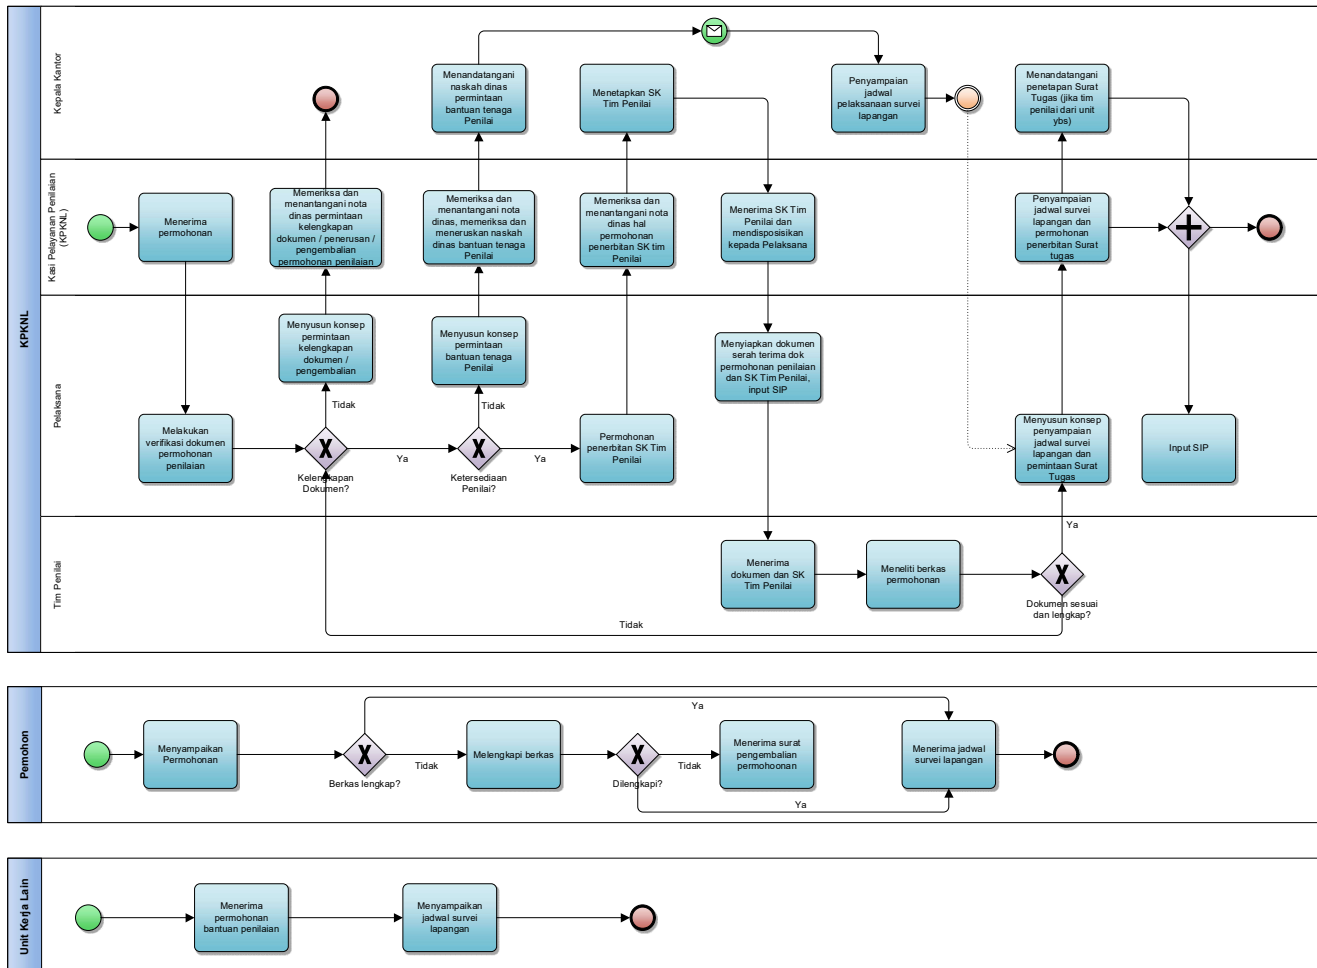 KPKNL
Kepala Kantor
Menandatangani
naskah dinas
permintaan
bantuan tenaga
Penilai
Menetapkan SK
Tim Penilai
Penyampaian
jadwal
pelaksanaan survei
lapangan
Menandatangani
penetapan Surat
Tugas (jika tim
penilai dari unit
ybs)
Kasi Pelayanan Penilaian
(KPKNL)
Menerima
permohonan
Memeriksa dan
menantangani nota
dinas permintaan
kelengkapan
dokumen / penerusan /
pengembalian
permohonan penilaian
Memeriksa dan
menantangani nota
dinas, memeriksa dan
meneruskan naskah
dinas bantuan tenaga
Penilai
Memeriksa dan
menantangani nota
dinas hal
permohonan
penerbitan SK tim
Penilai
Menerima SK Tim
Penilai dan
mendisposisikan
kepada Pelaksana
Penyampaian
jadwal survei
lapangan dan
permohonan
penerbitan Surat
tugas
Pelaksana
Menyusun konsep
permintaan
kelengkapan
dokumen /
pengembalian
Menyusun konsep
permintaan
bantuan tenaga
Penilai
Menyiapkan dokumen
serah terima dok
permohonan penilaian
dan SK Tim Penilai,
input SIP
Tidak
Tidak
Melakukan
verifikasi dokumen
permohonan
penilaian
Ya
Kelengkapan
Dokumen?
Ya
Ketersediaan
Penilai?
Permohonan
penerbitan SK Tim
Penilai
Menyusun konsep
penyampaian
jadwal survei
lapangan dan
pemintaan Surat
Tugas
Input SIP
Tim Penilai
Ya
Menerima
dokumen dan SK
Tim Penilai
Meneliti berkas
permohonan
Dokumen sesuai
dan lengkap?
Tidak
Pemohon
Menyampaikan
Permohonan
Berkas lengkap?
Ya
Tidak
Melengkapi berkas
Dilengkapi?
Tidak
Ya
Menerima surat
pengembalian
permohoonan
Menerima jadwal
survei lapangan
Unit Kerja Lain
Menerima
permohonan
bantuan penilaian
Menyampaikan
jadwal survei
lapangan